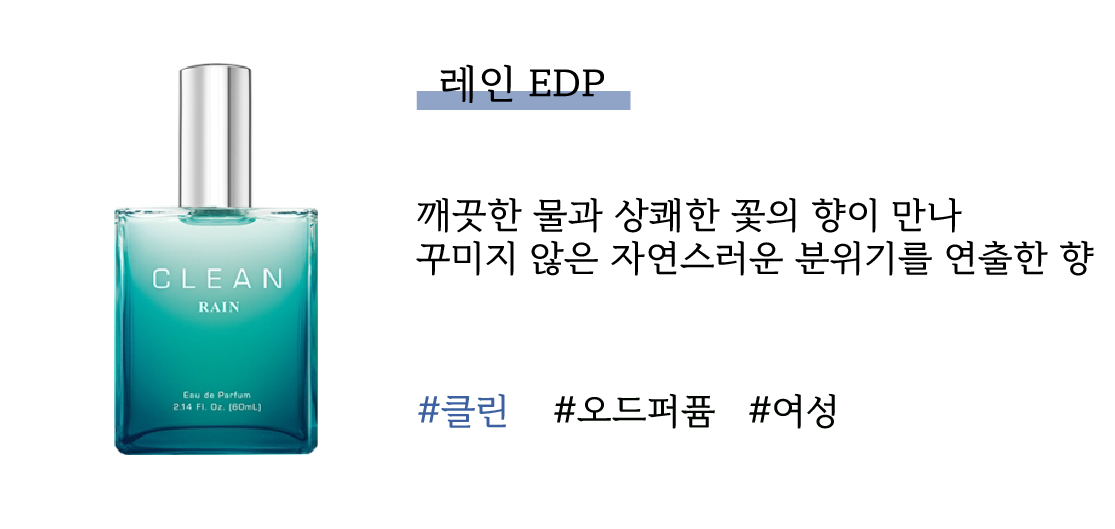 레인 EDP
깨끗한 물과 상쾌한 꽃의 향이 만나
꾸미지 않은 자연스러운 분위기를 연출한 향
CLEAN
RAIN
Eau de Parfum
2.14 Fl. Oz. [60mL]
#클린 #오드퍼퓸 #여성